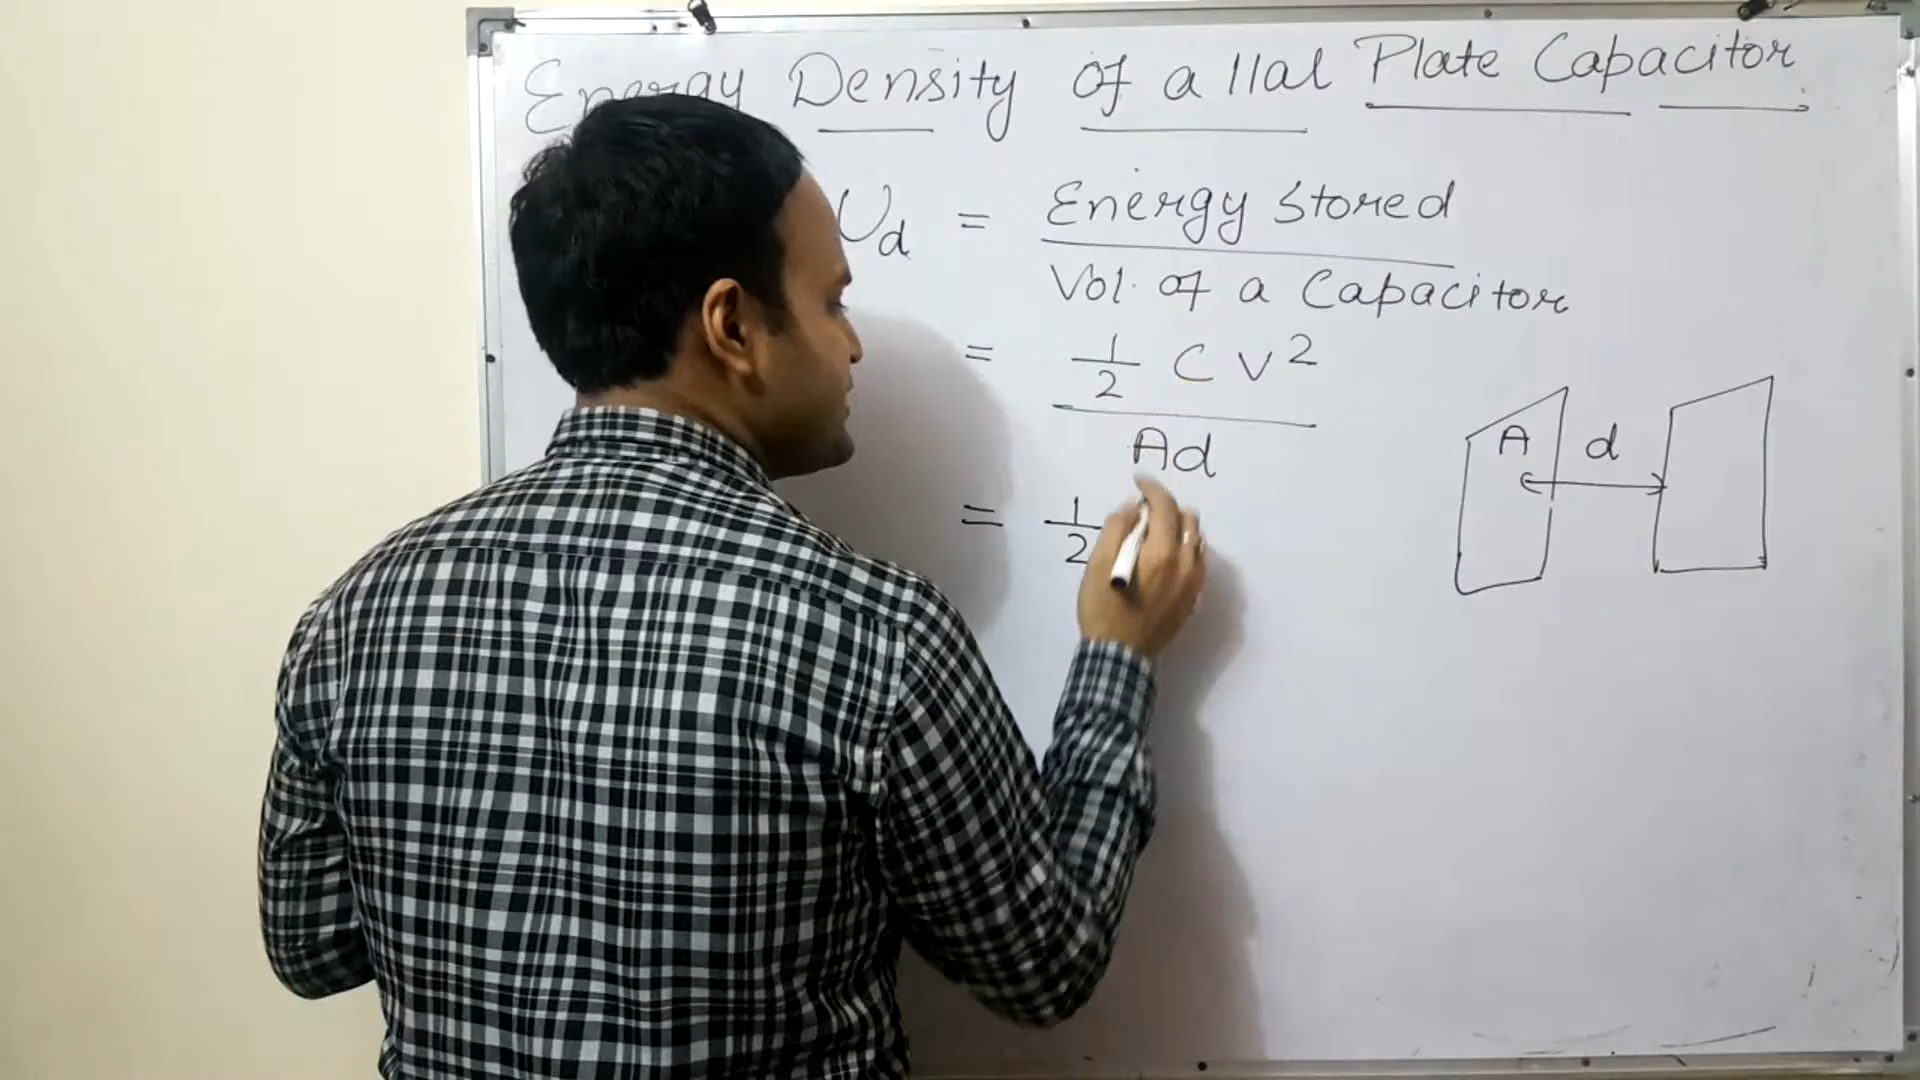 Energy Density of a llal Plate Capacitor
Ud = Energy Stored
Vol. of a Capacitor
= 1/2 C V²
Ad
A d
= 1/2